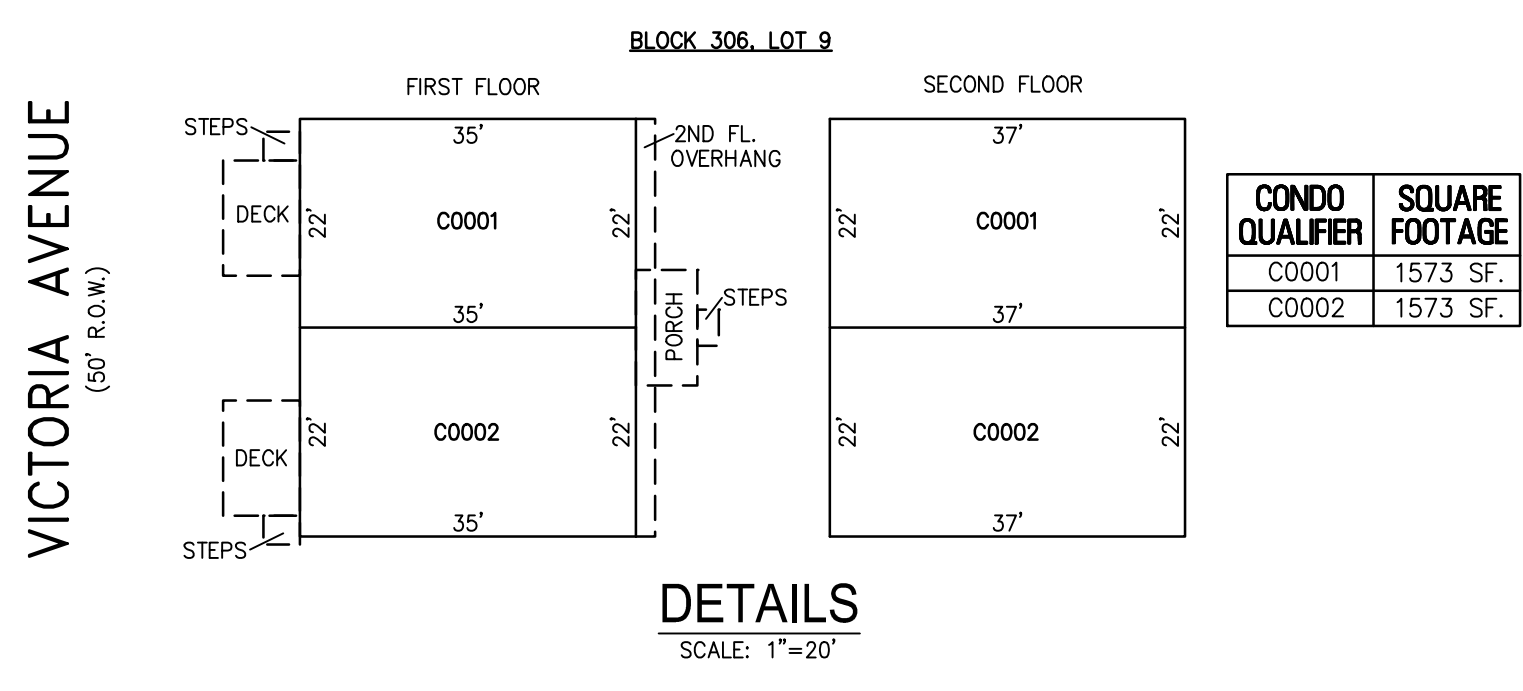 BLOCK 306, LOT 9
VICTORIA AVENUE
(50' R.O.W.)
FIRST FLOOR
STEPS
35'
2ND FL.
OVERHANG
DECK
22'
C0001
22'
35'
STEPS
PORCH
22'
C0002
22'
DECK
35'
STEPS
SECOND FLOOR
37'
22'
C0001
22'
37'
22'
C0002
22'
37'
CONDO QUALIFIER SQUARE FOOTAGE
C0001 1573 SF.
C0002 1573 SF.
DETAILS
SCALE: 1"=20'